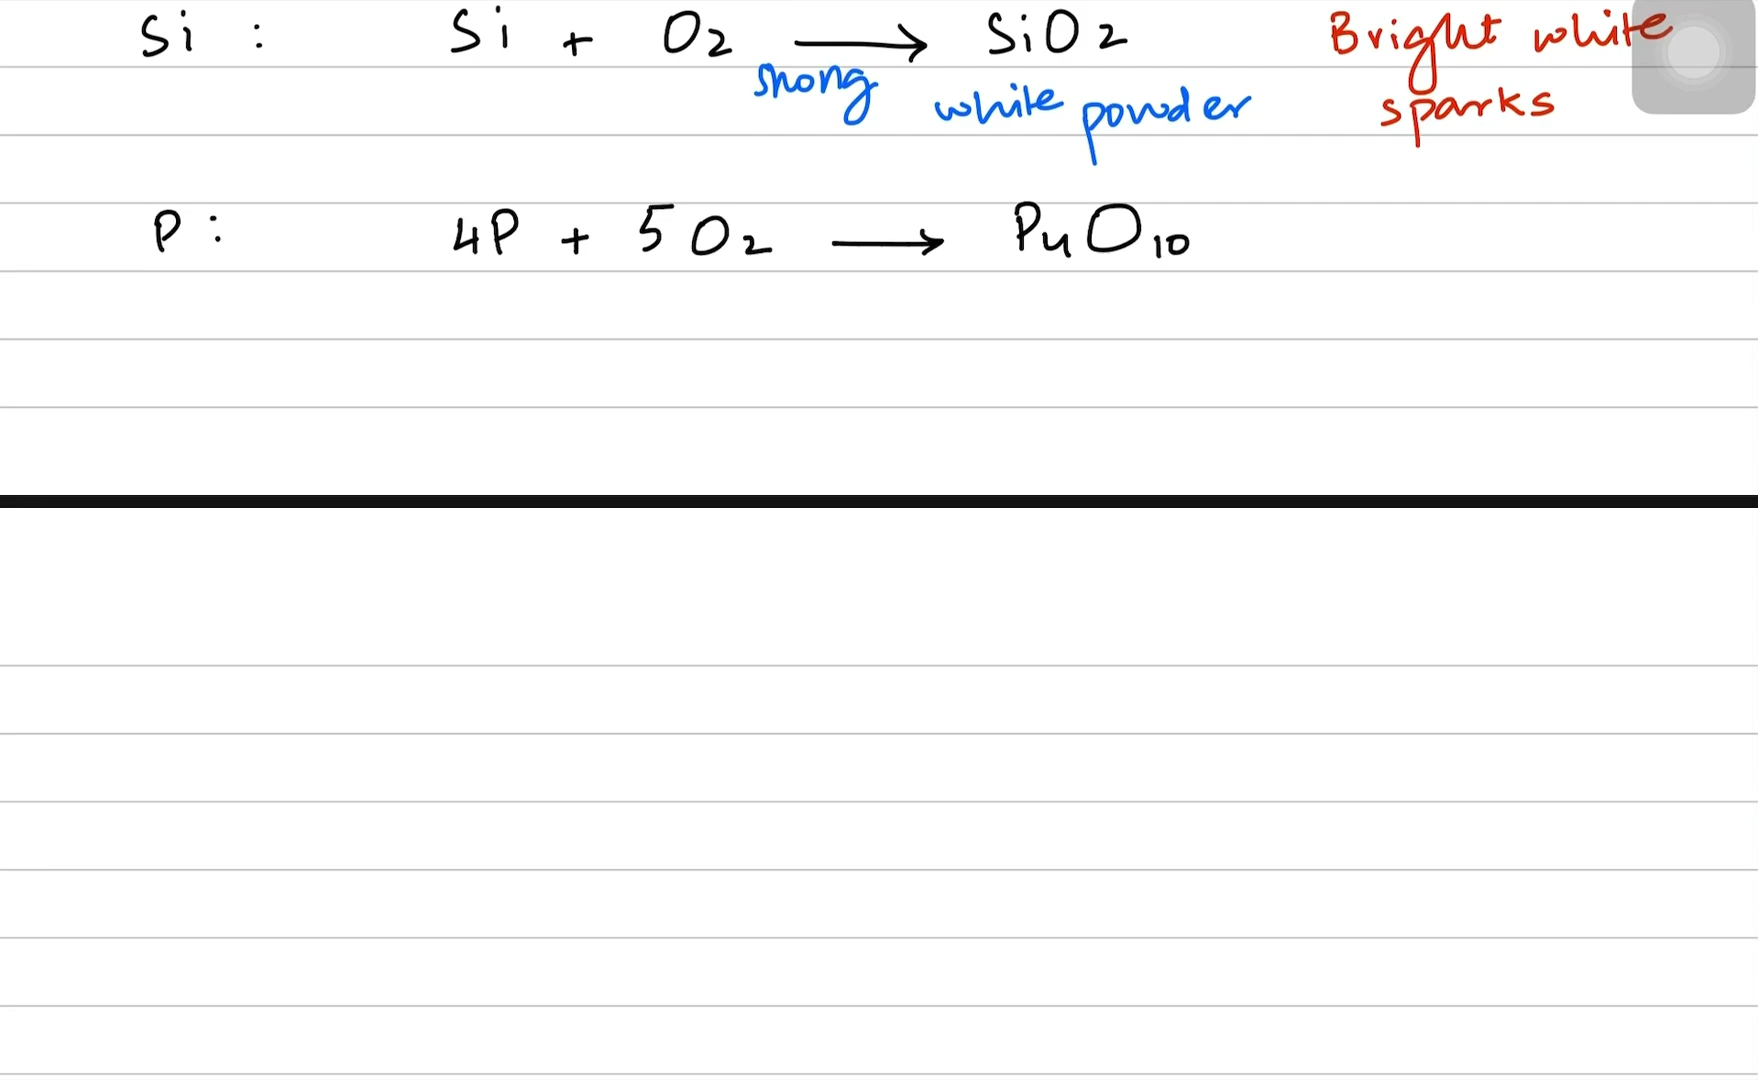 Si : Si + O₂ ⟶ SiO₂ Bright white
strong white powder sparks
P : 4P + 5O₂ ⟶ P₄O₁₀